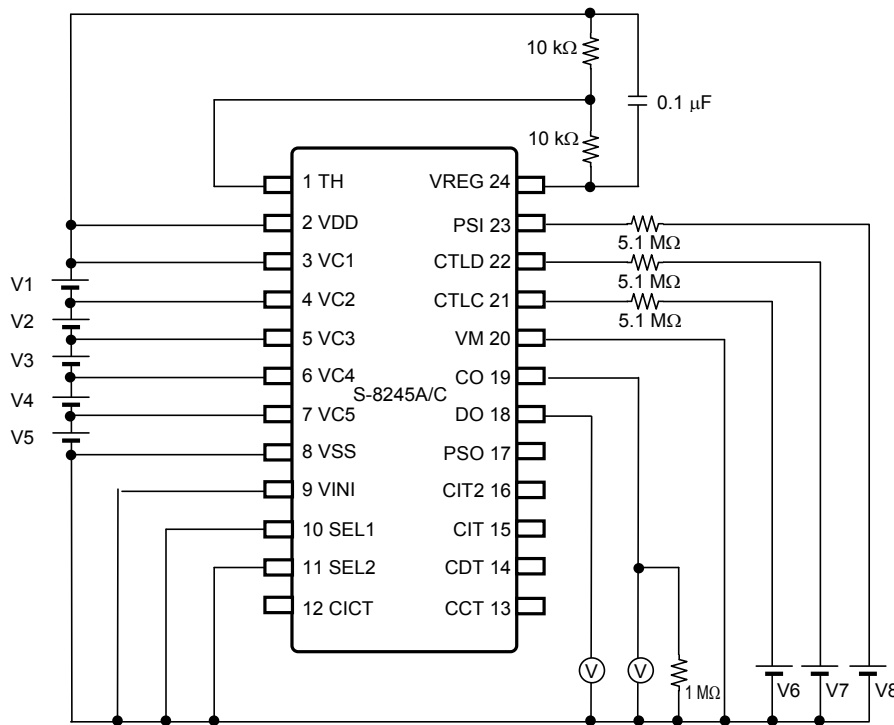 10 kΩ
0.1 µF
10 kΩ
1 TH
VREG 24
2 VDD
PSI 23
5.1 MΩ
3 VC1
CTLD 22
5.1 MΩ
V1
4 VC2
CTLC 21
5.1 MΩ
V2
5 VC3
VM 20
V3
6 VC4
CO 19
S-8245A/C
V4
7 VC5
DO 18
V5
8 VSS
PSO 17
9 VINI
CIT2 16
10 SEL1
CIT 15
11 SEL2
CDT 14
12 CICT
CCT 13
V
V
1 MΩ
V6
V7
V8